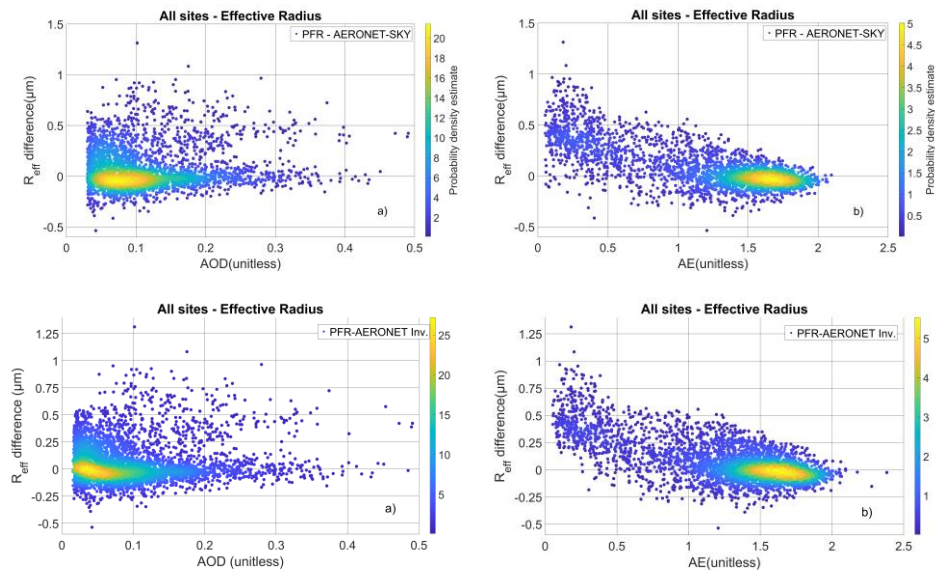 All sites - Effective Radius
PFR - AERONET-SKY
R_eff difference(μm)
1.5
1
0.5
0
-0.5
0 0.1 0.2 0.3 0.4 0.5
AOD(unitless)
a)
20
18
16
14
12
10
8
6
4
2
Probability density estimate
All sites - Effective Radius
PFR - AERONET-SKY
R_eff difference (μm)
1.5
1
0.5
0
-0.5
0 0.5 1 1.5 2 2.5
AE(unitless)
b)
5
4.5
4
3.5
3
2.5
2
1.5
1
0.5
Probability density estimate
All sites - Effective Radius
PFR-AERONET Inv.
R_eff difference (μm)
1.25
1
0.75
0.5
0.25
0
-0.25
-0.5
0 0.1 0.2 0.3 0.4 0.5
AOD (unitless)
a)
25
20
15
10
5
All sites - Effective Radius
PFR-AERONET Inv.
R_eff difference(μm)
1.25
1
0.75
0.5
0.25
0
-0.25
-0.5
0 0.5 1 1.5 2 2.5
AE(unitless)
b)
5
4
3
2
1